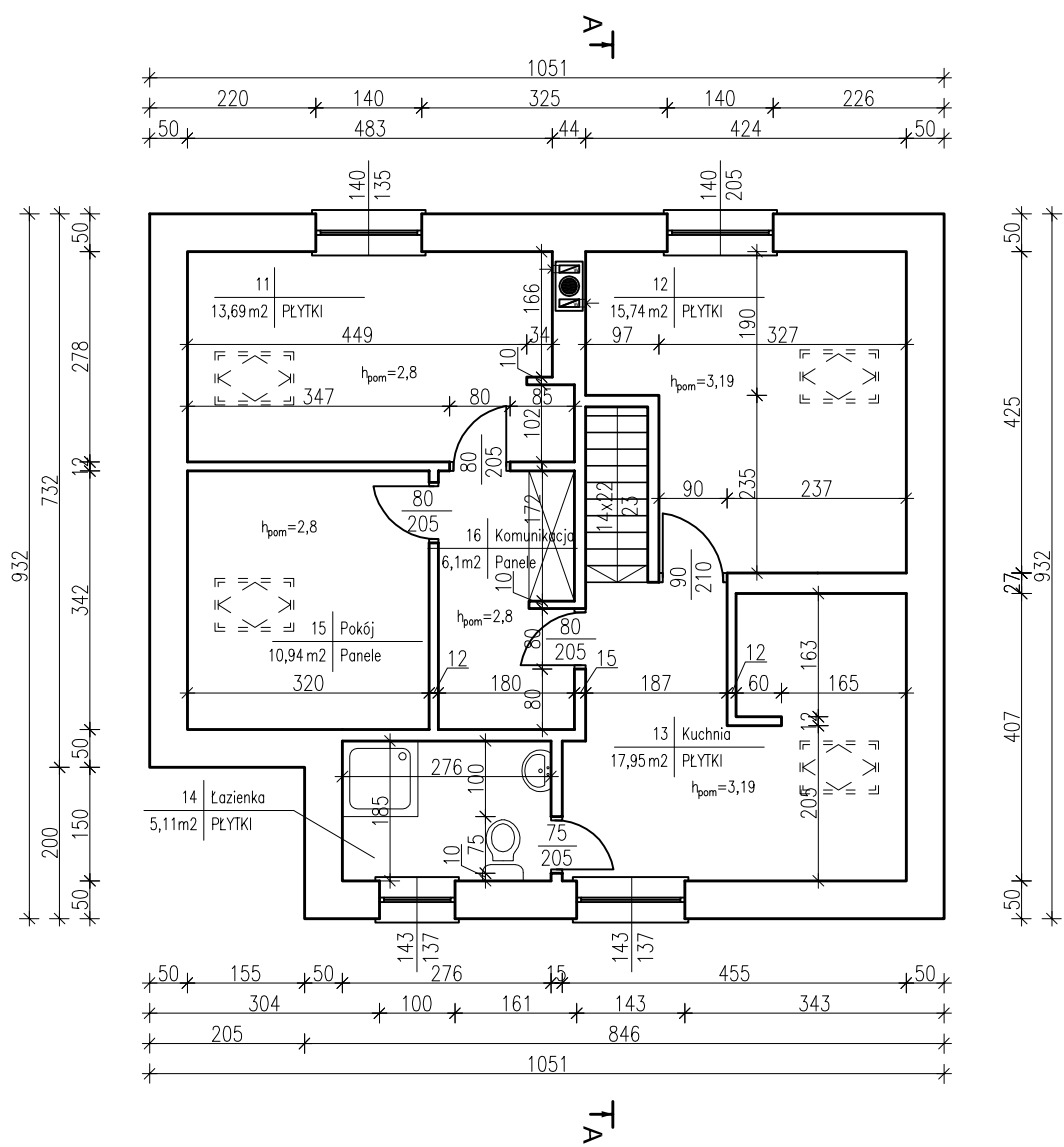 A
1051
220 140 325 140 226
50 483 44 424 50
140
135
140
205
11
13,69 m2 PŁYTKI
12
15,74 m2 PŁYTKI
166
190
449 34 97 327
10
hpom=2,8
hpom=3,19
347 80 85
102
80
205
50
278
12
342
50
150
50
732
200
932
50
425
27
407
50
932
80
205
172
14x22
23
90 235 237
hpom=2,8
16 Komunikacja
6,1m2 Panele
90
210
10
hpom=2,8
15 Pokój
10,94 m2 Panele
80
80
205
12 15 12
163
320 180 187 60 165
80
12
13 Kuchnia
17,95 m2 PŁYTKI
276
100
185
hpom=3,19
205
14 Łazienka
5,11m2 PŁYTKI
75
75
205
10
143
137
143
137
50 155 50 276 15 455 50
304 100 161 143 343
205 846
1051
A